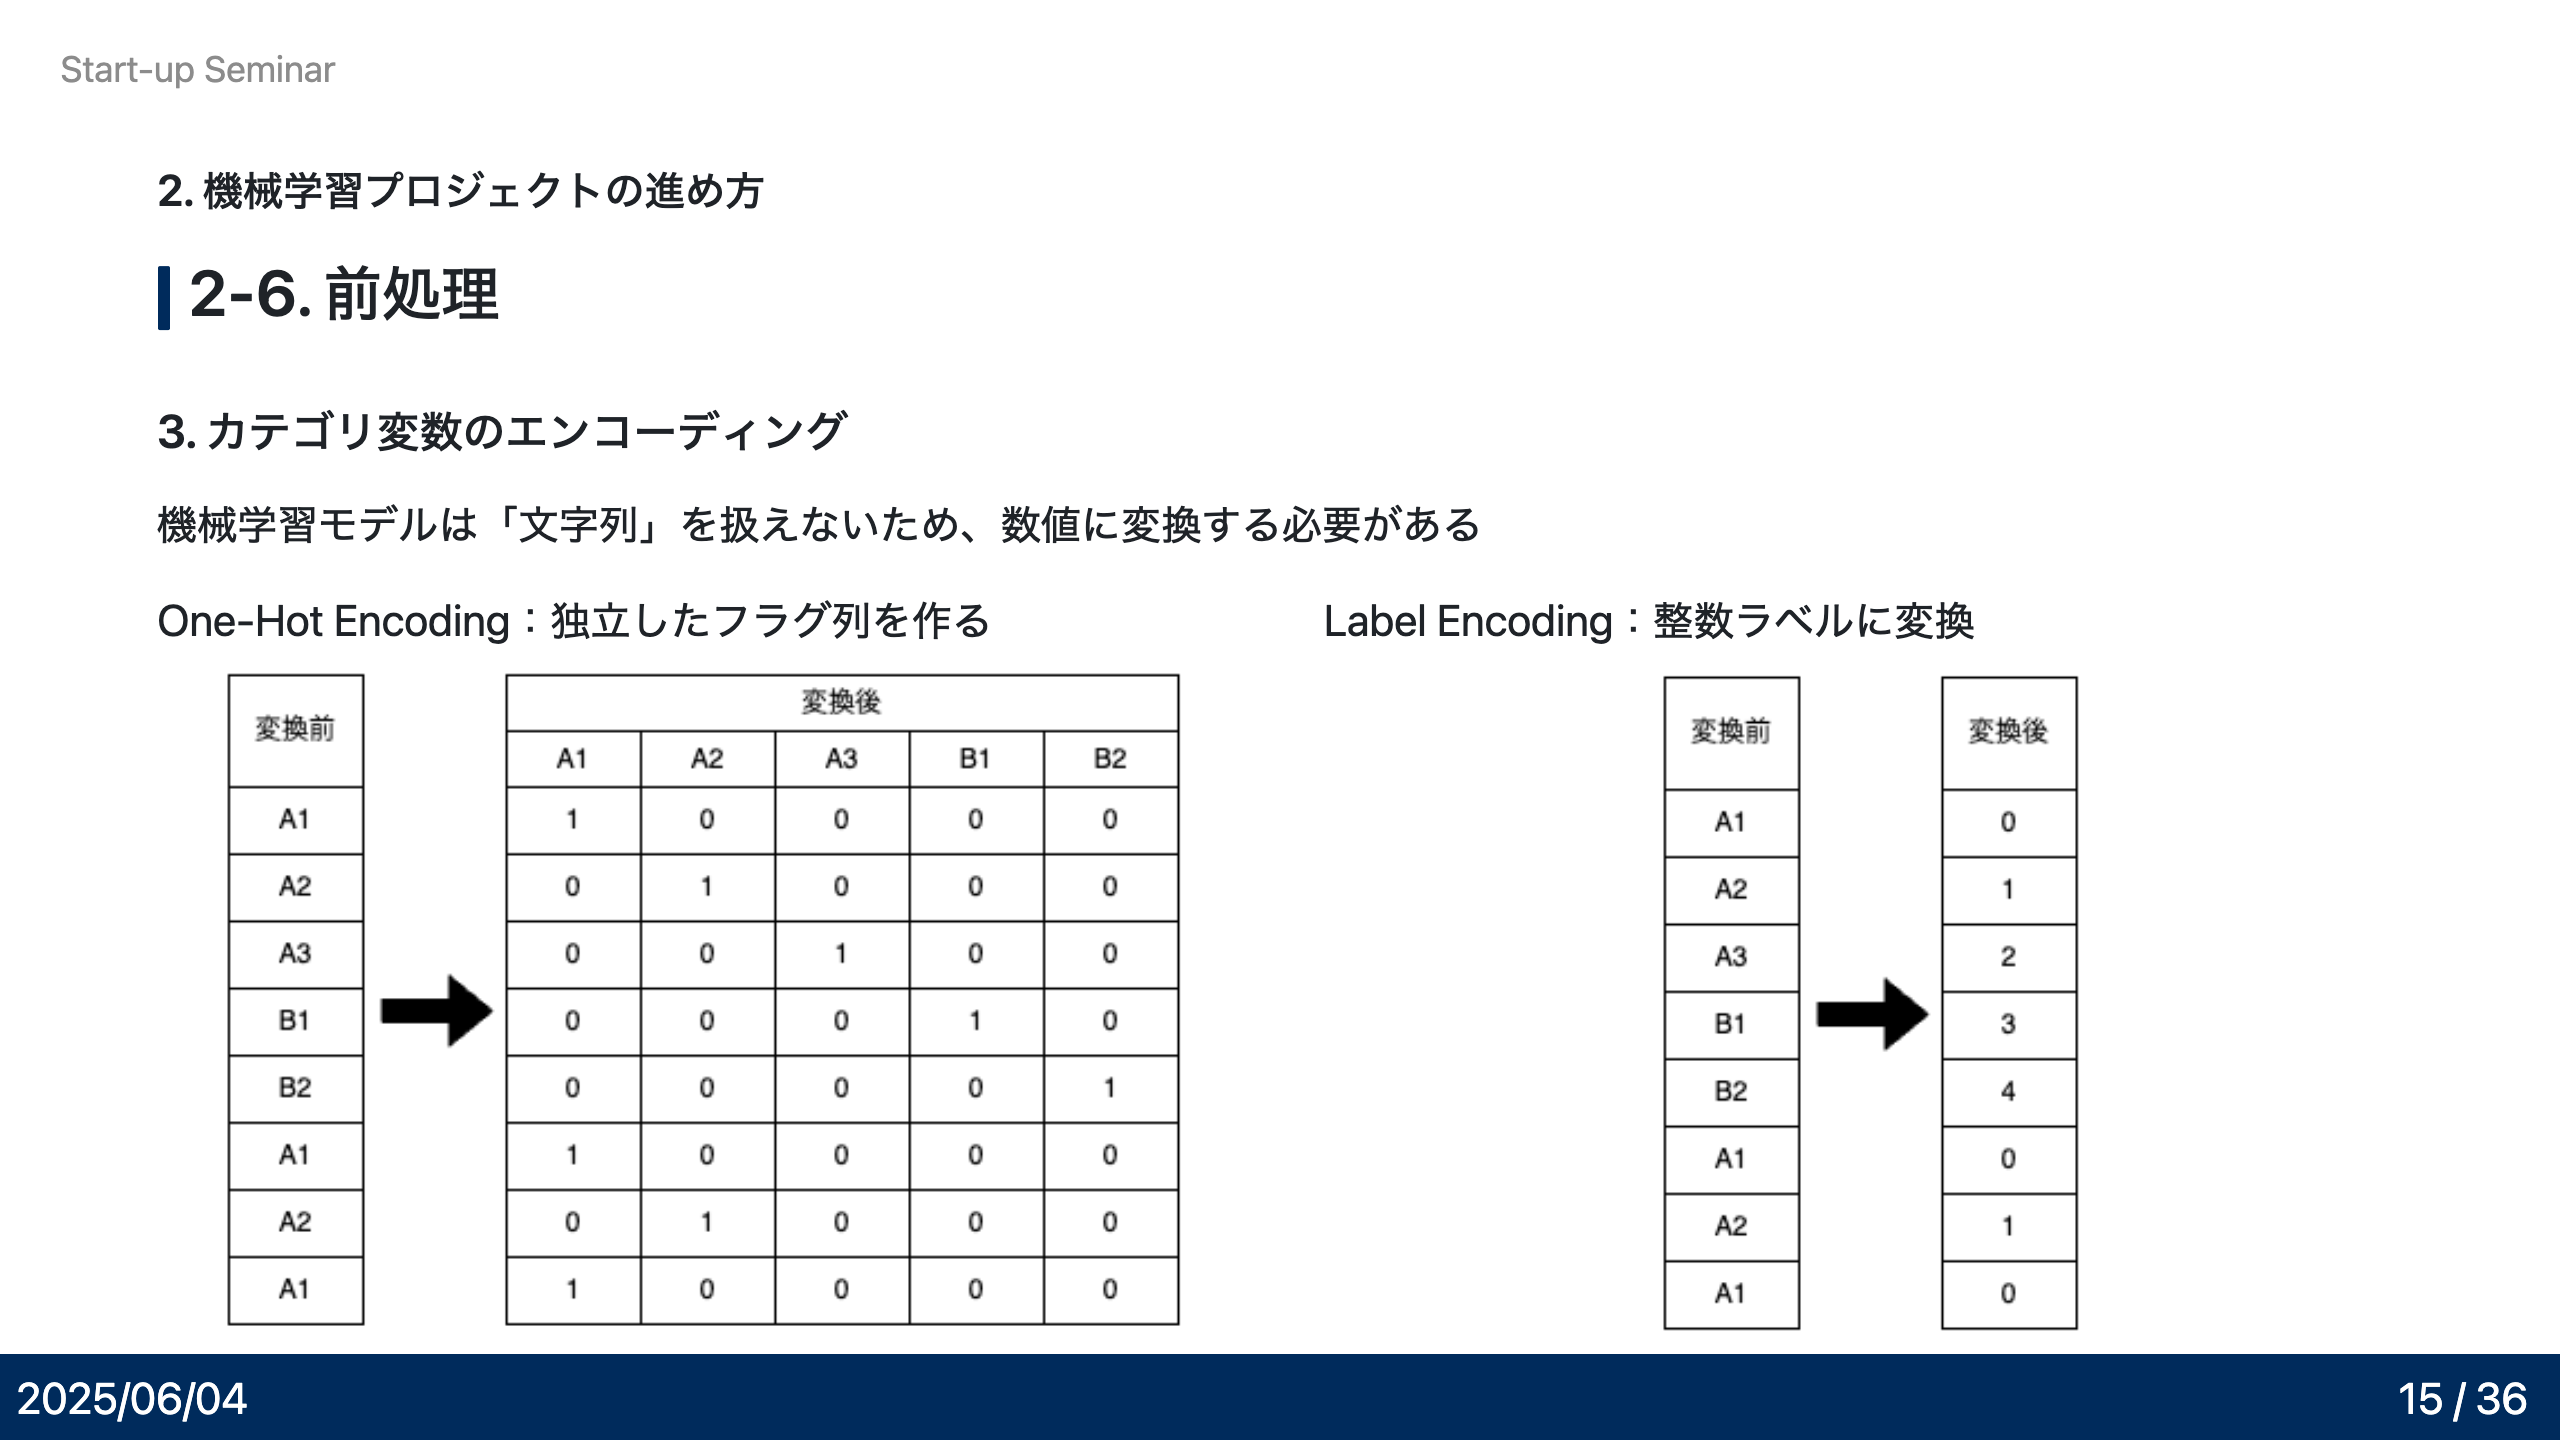 Start-up Seminar
2. 機械学習プロジェクトの進め方
2-6. 前処理
3. カテゴリ変数のエンコーディング
機械学習モデルは「文字列」を扱えないため、数値に変換する必要がある
One-Hot Encoding：独立したフラグ列を作る
変換前
A1
A2
A3
B1
B2
A1
A2
A1
変換後
A1 A2 A3 B1 B2
1 0 0 0 0
0 1 0 0 0
0 0 1 0 0
0 0 0 1 0
0 0 0 0 1
1 0 0 0 0
0 1 0 0 0
1 0 0 0 0
Label Encoding：整数ラベルに変換
変換前
A1
A2
A3
B1
B2
A1
A2
A1
変換後
0
1
2
3
4
0
1
0
2025/06/04
15 / 36